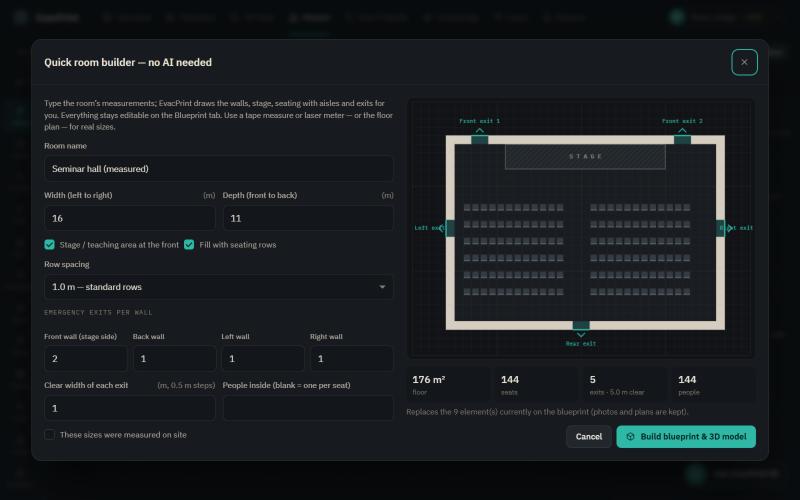 Quick room builder — no AI needed
Type the room's measurements; EvacPrint draws the walls, stage, seating with aisles and exits for
you. Everything stays editable on the Blueprint tab. Use a tape measure or laser meter — or the floor
plan — for real sizes.
Room name
Seminar hall (measured)
Width (left to right) (m) Depth (front to back) (m)
16 11
Stage / teaching area at the front Fill with seating rows
Row spacing
1.0 m — standard rows
EMERGENCY EXITS PER WALL
Front wall (stage side) Back wall Left wall Right wall
2 1 1 1
Clear width of each exit (m, 0.5 m steps) People inside (blank = one per seat)
1
These sizes were measured on site
Front exit 1 Front exit 2
STAGE
Left exit Right exit
Rear exit
176 m² 144 5 144
floor seats exits · 5.0 m clear people
Replaces the 9 element(s) currently on the blueprint (photos and plans are kept).
Cancel Build blueprint & 3D model